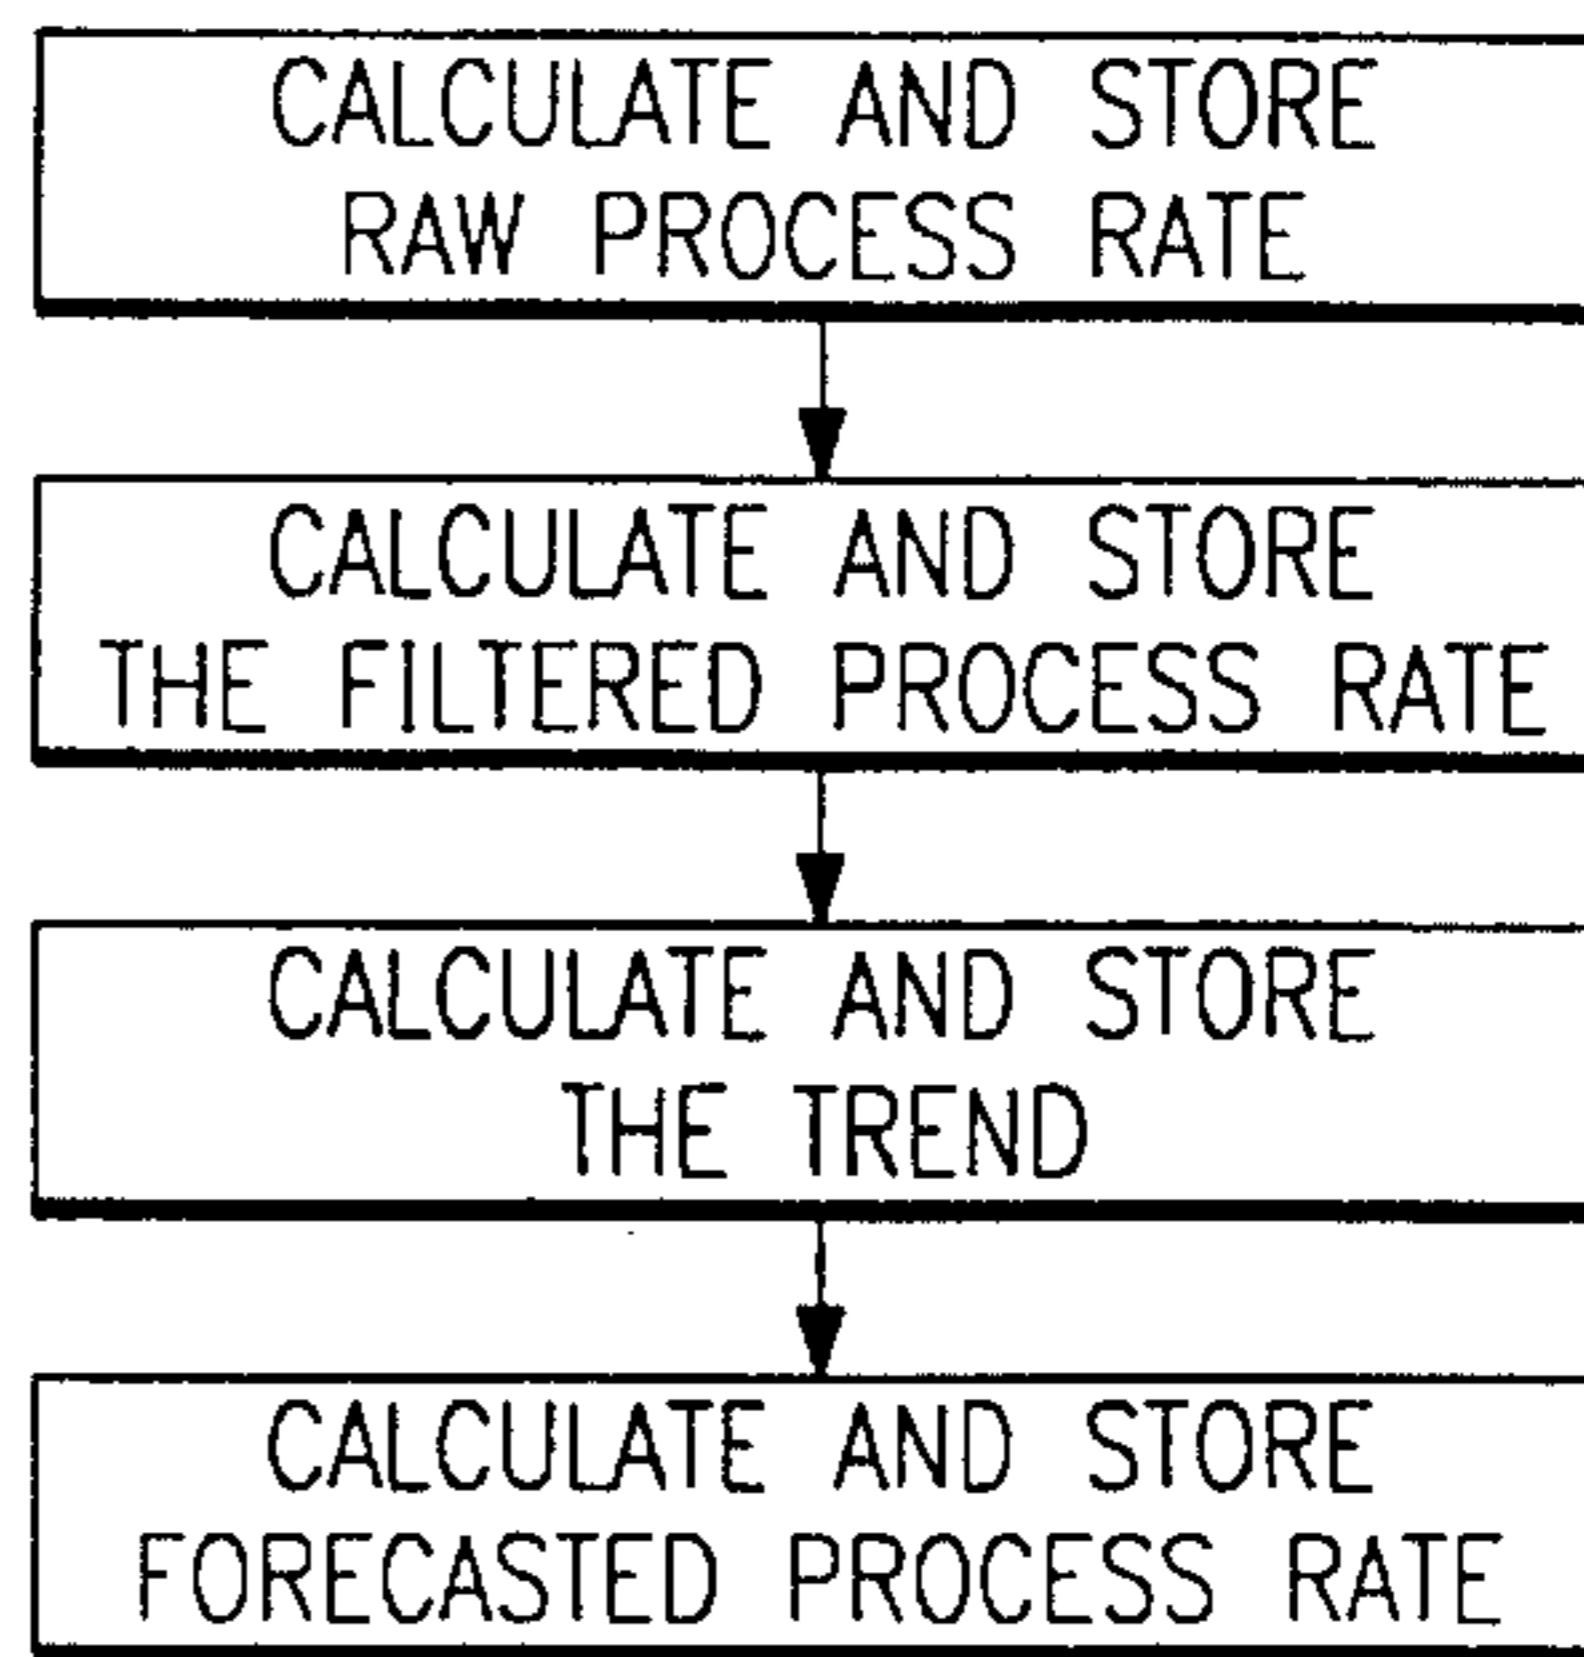 CALCULATE AND STORE
RAW PROCESS RATE
CALCULATE AND STORE
THE FILTERED PROCESS RATE
CALCULATE AND STORE
THE TREND
CALCULATE AND STORE
FORECASTED PROCESS RATE